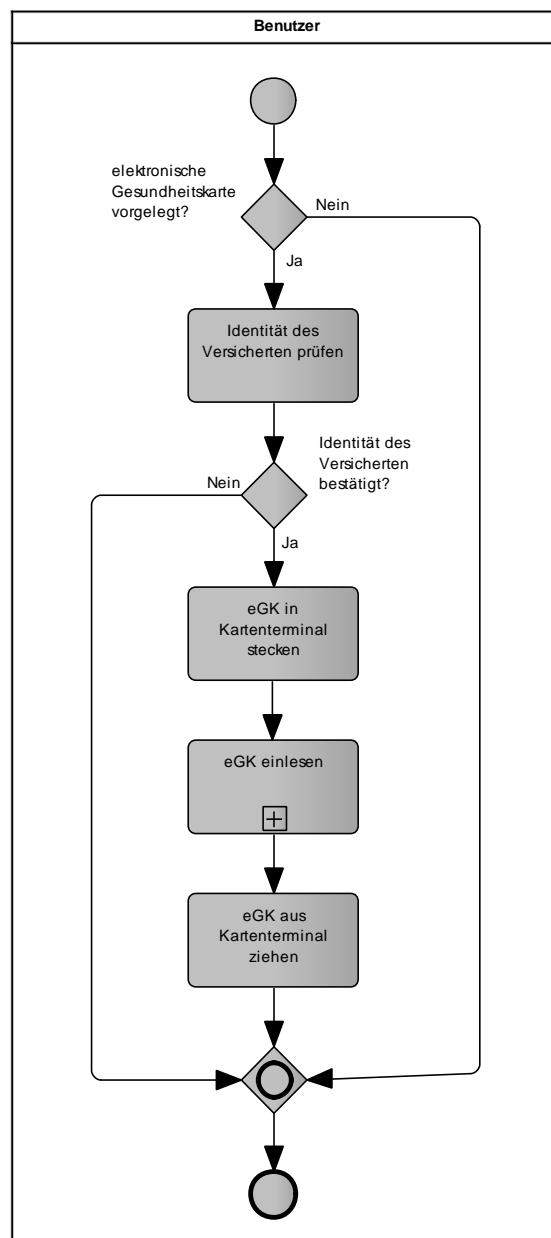 Benutzer
elektronische
Gesundheitskarte
vorgelegt?
Nein
Ja
Identität des
Versicherten prüfen
Identität des
Versicherten
bestätigt?
Nein
Ja
eGK in
Kartenterminal
stecken
eGK einlesen
eGK aus
Kartenterminal
ziehen